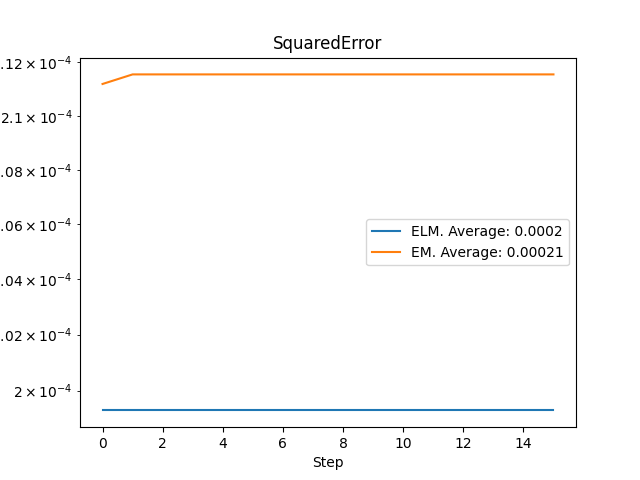 SquaredError
.12 × 10⁻⁴
2.1 × 10⁻⁴
.08 × 10⁻⁴
.06 × 10⁻⁴
.04 × 10⁻⁴
.02 × 10⁻⁴
2 × 10⁻⁴
ELM. Average: 0.0002
EM. Average: 0.00021
0 2 4 6 8 10 12 14
Step